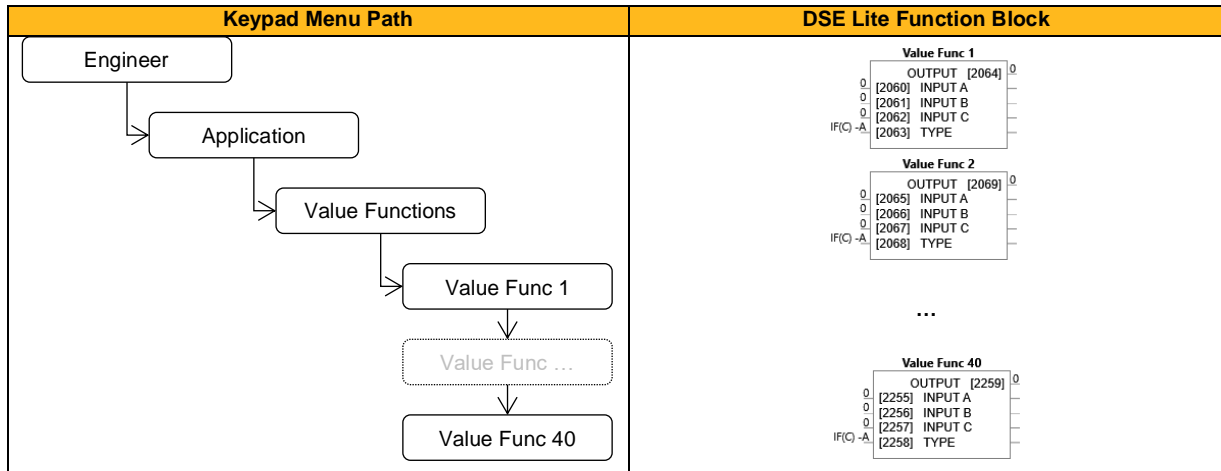 Keypad Menu Path
DSE Lite Function Block
Engineer
Application
Value Functions
Value Func 1
Value Func ...
Value Func 40
Value Func 1
OUTPUT [2064] 0
0 [2060] INPUT A
0 [2061] INPUT B
0 [2062] INPUT C
IF(C) -A [2063] TYPE
Value Func 2
OUTPUT [2069] 0
0 [2065] INPUT A
0 [2066] INPUT B
0 [2067] INPUT C
IF(C) -A [2068] TYPE
...
Value Func 40
OUTPUT [2259] 0
0 [2255] INPUT A
0 [2256] INPUT B
0 [2257] INPUT C
IF(C) -A [2258] TYPE